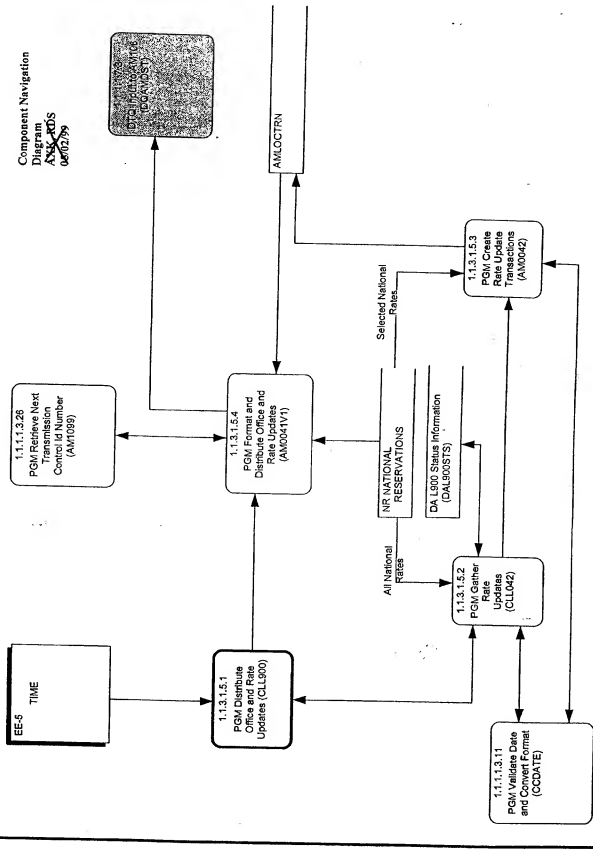 Component Navigation
Diagram
EE-5
TIME
1.1.1.1.3.26
PGM Retrieve Next
Transmission
Control Id Number
(AM1099)
DTQ Input to AM106
(DQAMDST)
1.1.3.1.5.1
PGM Distribute
Office and Rate
Updates (CLL900)
1.1.3.1.5.4
PGM Format and
Distribute Office and
Rate Updates
(AM0041V1)
AMLOCTRN
All National
Rates
NR NATIONAL
RESERVATIONS
Selected National
Rates
DA L900 Status Information
(DAL900STS)
1.1.3.1.5.2
PGM Gather
Rate
Updates
(CLL042)
1.1.3.1.5.3
PGM Create
Rate Update
Transactions
(AM0042)
1.1.1.1.3.11
PGM Validate Date
and Convert Format
(CCDATE)